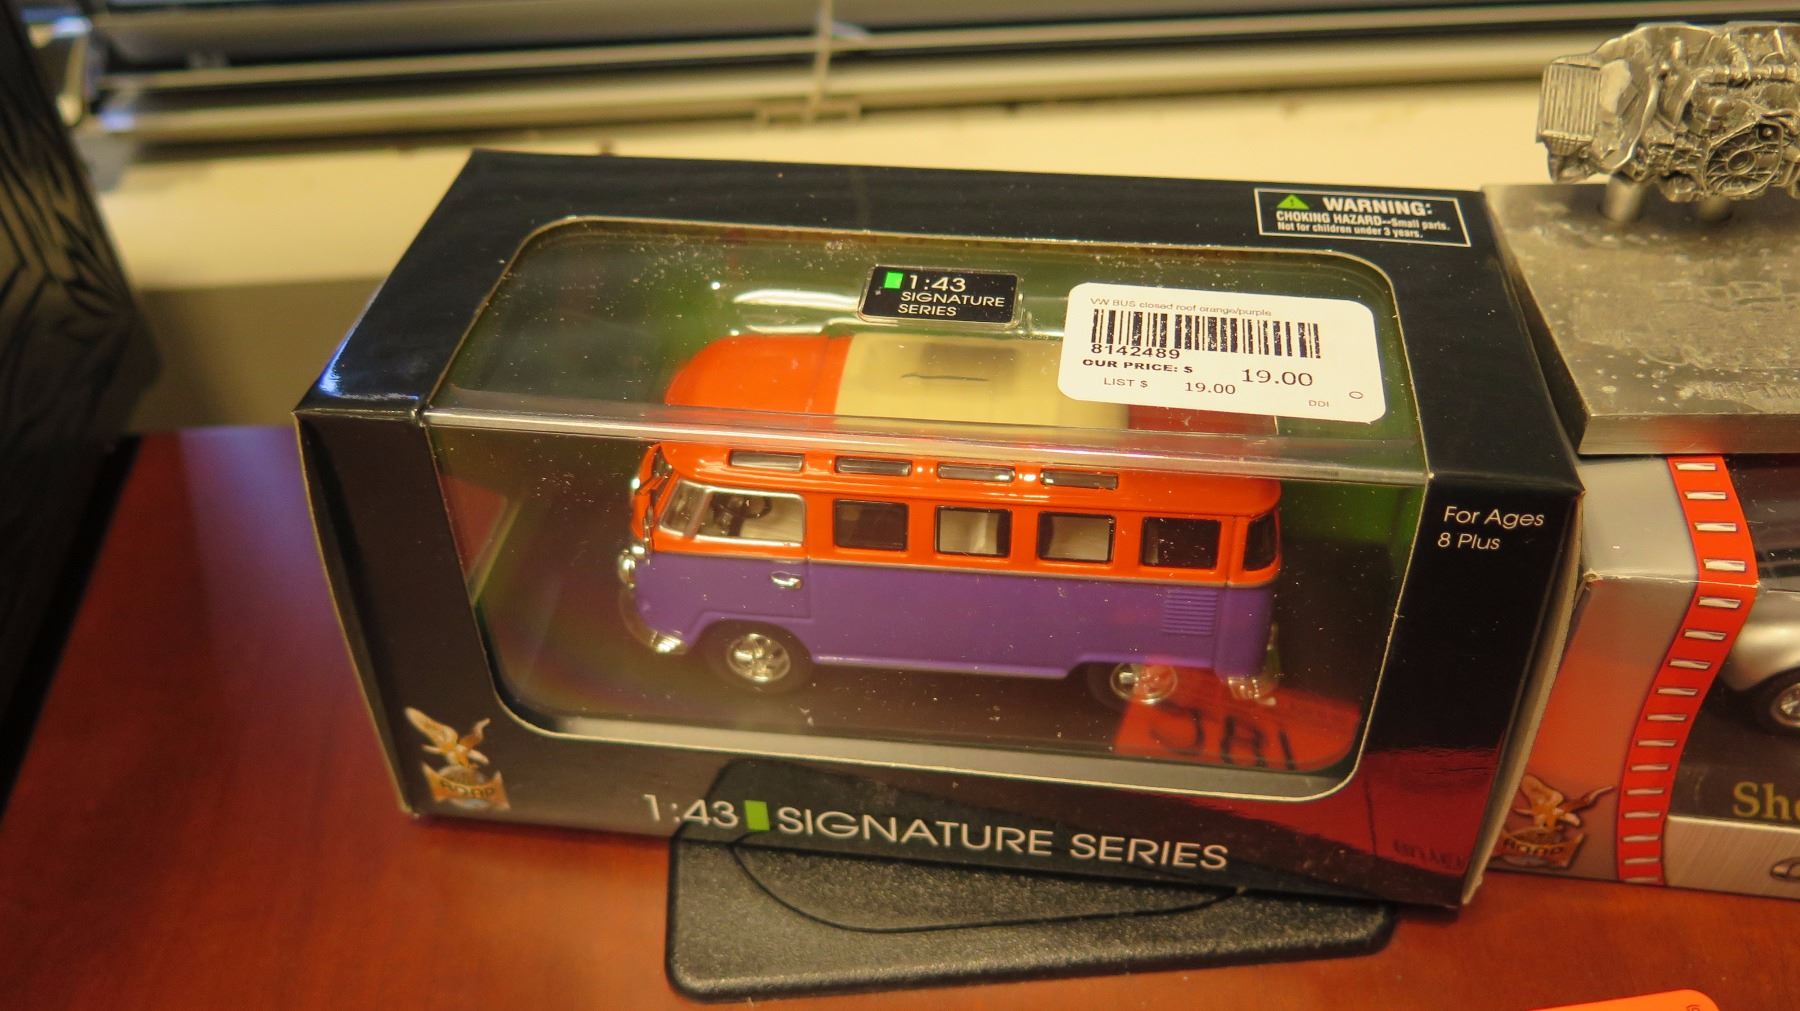 WARNING:
CHOKING HAZARD--Small parts.
Not for children under 3 years.
1:43
SIGNATURE
SERIES
VW BUS closed roof orange/purple
8142489
OUR PRICE: $ 19.00
LIST $ 19.00
DDI
For Ages
8 Plus
1:43 SIGNATURE SERIES